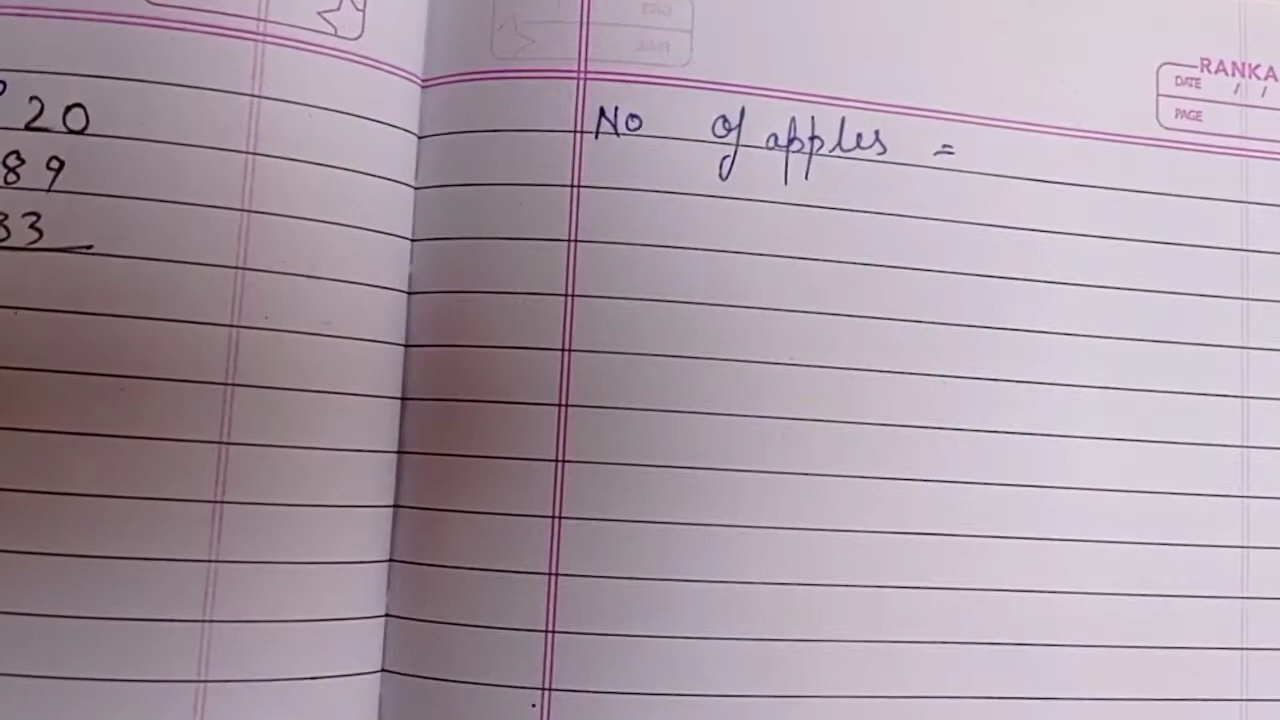 20
89
33
No of apples =
RANKA
DATE / /
PAGE